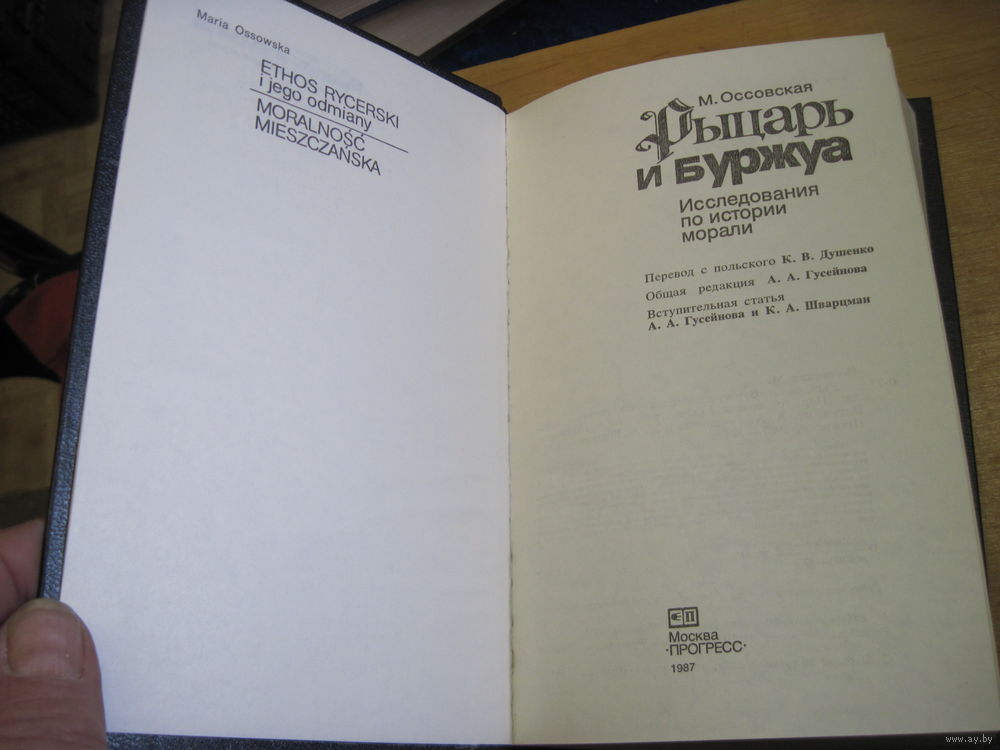 Maria Ossowska
ETHOS RYCERSKI
i jego odmiany
MORALNOŚĆ
MIESZCZAŃSKA
М. Оссовская
Рыцарь
и Буржуа
Исследования
по истории
морали
Перевод с польского К. В. Душенко
Общая редакция А. А. Гусейнова
Вступительная статья
А. А. Гусейнова и К. А. Шварцман
Москва
·ПРОГРЕСС·
1987
www.ay.by